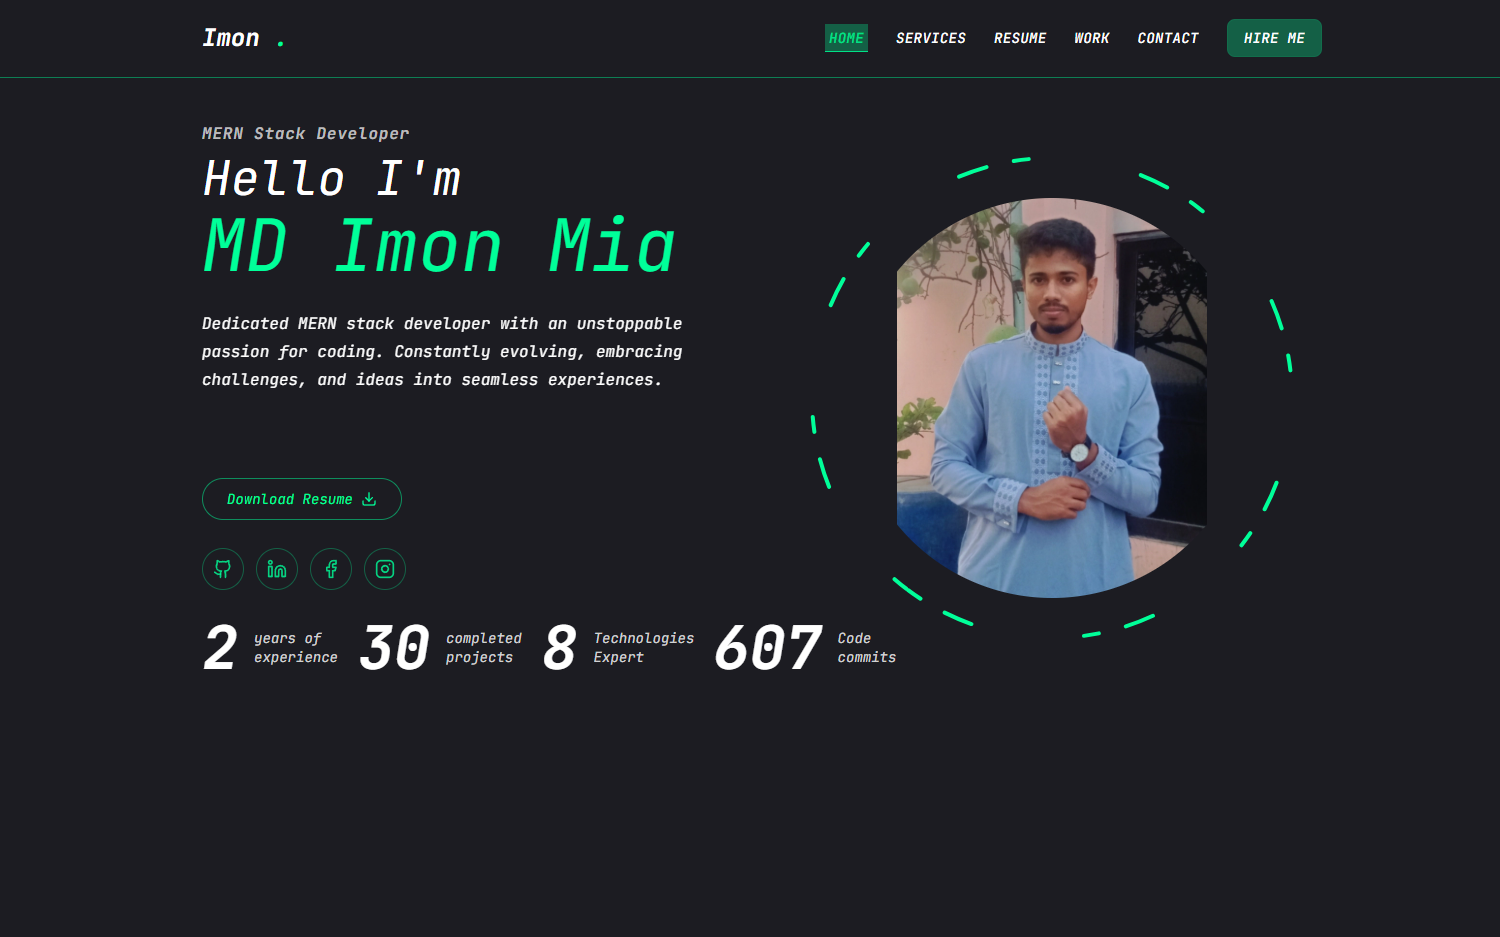 Imon .
HOME
SERVICES
RESUME
WORK
CONTACT
HIRE ME
MERN Stack Developer
Hello I'm
MD Imon Mia
Dedicated MERN stack developer with an unstoppable
passion for coding. Constantly evolving, embracing
challenges, and ideas into seamless experiences.
Download Resume
2
years of
experience
30
completed
projects
8
Technologies
Expert
607
Code
commits